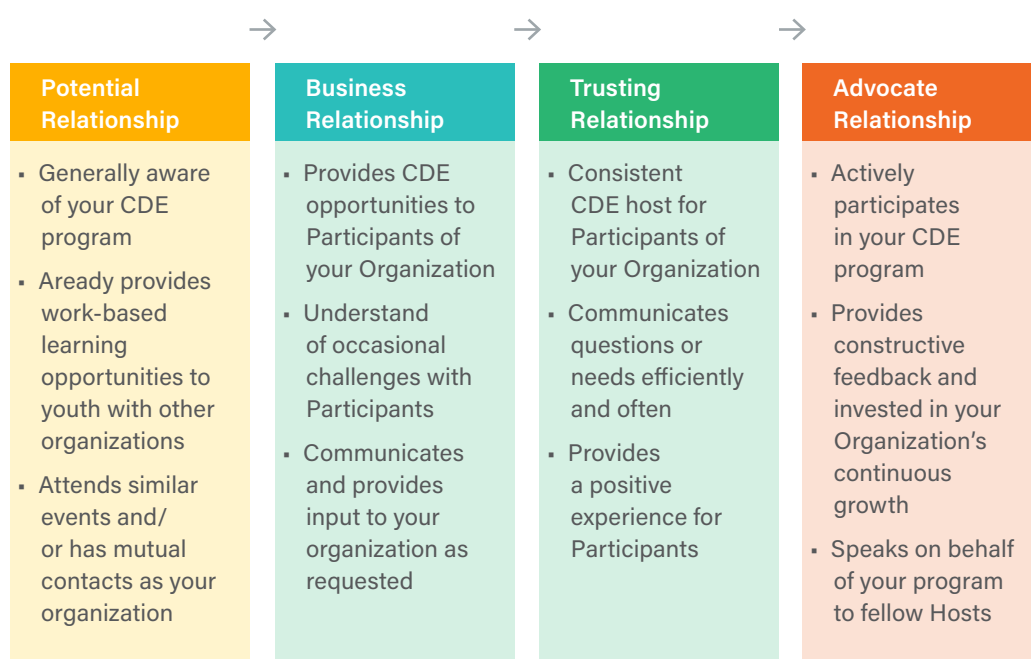 → → →
Potential
Relationship
▪ Generally aware
of your CDE
program
▪ Aready provides
work-based
learning
opportunities to
youth with other
organizations
▪ Attends similar
events and/
or has mutual
contacts as your
organization
Business
Relationship
▪ Provides CDE
opportunities to
Participants of
your Organization
▪ Understand
of occasional
challenges with
Participants
▪ Communicates
and provides
input to your
organization as
requested
Trusting
Relationship
▪ Consistent
CDE host for
Participants of
your Organization
▪ Communicates
questions or
needs efficiently
and often
▪ Provides
a positive
experience for
Participants
Advocate
Relationship
▪ Actively
participates
in your CDE
program
▪ Provides
constructive
feedback and
invested in your
Organization’s
continuous
growth
▪ Speaks on behalf
of your program
to fellow Hosts